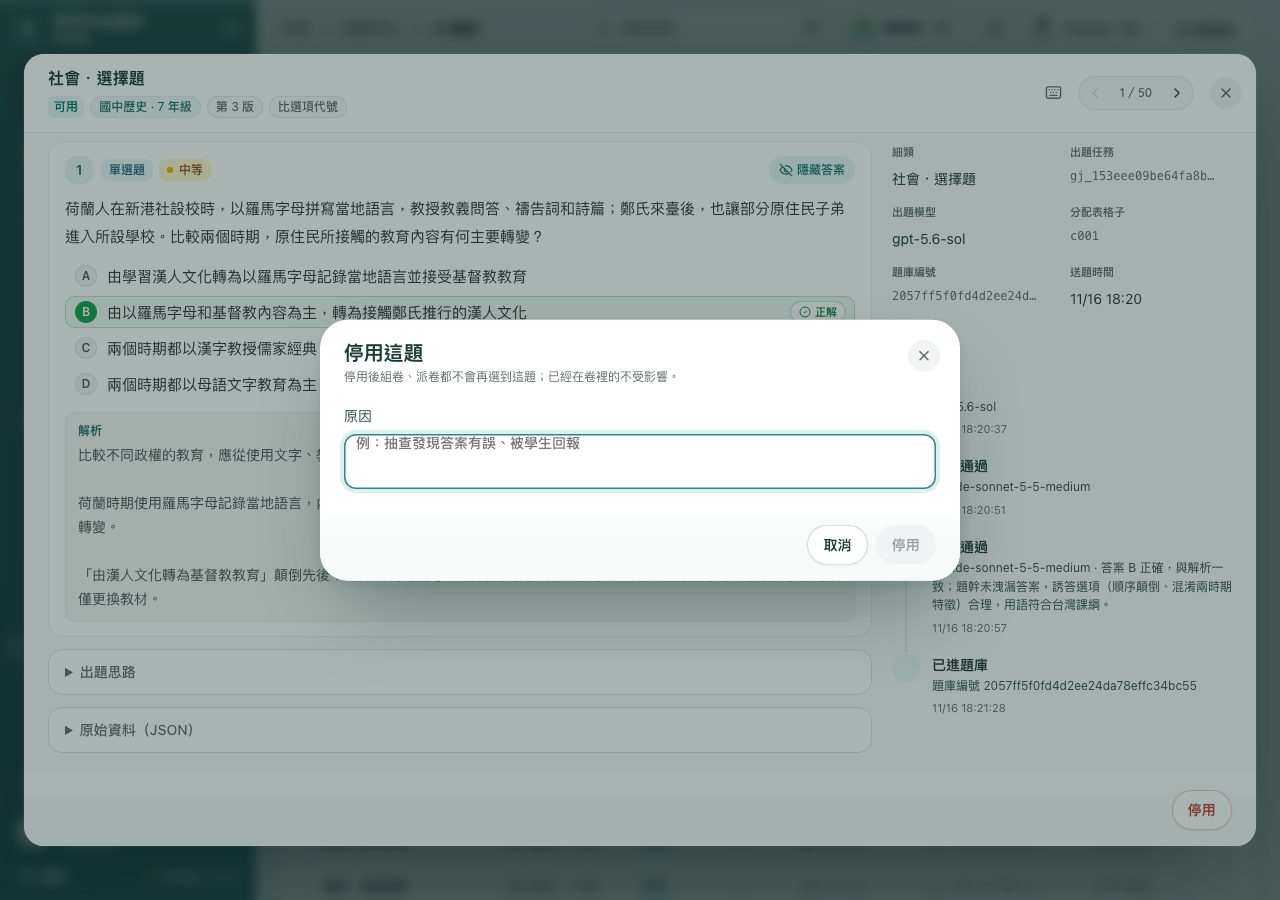 社會・選擇題
可用
國中歷史・7 年級
第 3 版
比選項代號
1 / 50
1
單選題
中等
隱藏答案
荷蘭人在新港社設校時，以羅馬字母拼寫當地語言，教授教義問答、禱告詞和詩篇；鄭氏來臺後，也讓部分原住民子弟
進入所設學校。比較兩個時期，原住民所接觸的教育內容有何主要轉變？
A 由學習漢人文化轉為以羅馬字母記錄當地語言並接受基督教教育
B 由以羅馬字母和基督教內容為主，轉為接觸鄭氏推行的漢人文化
正解
C 兩個時期都以漢字教授儒家經典
D 兩個時期都以母語文字教育為主
解析
比較不同政權的教育，應從使用文字、
荷蘭時期使用羅馬字母記錄當地語言，
轉變。
「由漢人文化轉為基督教教育」顛倒先後
僅更換教材。
出題思路
原始資料（JSON）
細類
社會・選擇題
出題任務
gj_153eee09be64fa8b…
出題模型
gpt-5.6-sol
分配表格子
c001
題庫編號
2057ff5f0fd4d2ee24d…
送題時間
11/16 18:20
5.6-sol
18:20:37
通過
de-sonnet-5-5-medium
18:20:51
通過
de-sonnet-5-5-medium · 答案 B 正確，與解析一
致；題幹未洩漏答案，誘答選項（順序顛倒、混淆兩時期
特徵）合理，用語符合台灣課綱。
11/16 18:20:57
已進題庫
題庫編號 2057ff5f0fd4d2ee24da78effc34bc55
11/16 18:21:28
停用
停用這題
停用後組卷、派卷都不會再選到這題；已經在卷裡的不受影響。
原因
例：抽查發現答案有誤、被學生回報
取消
停用